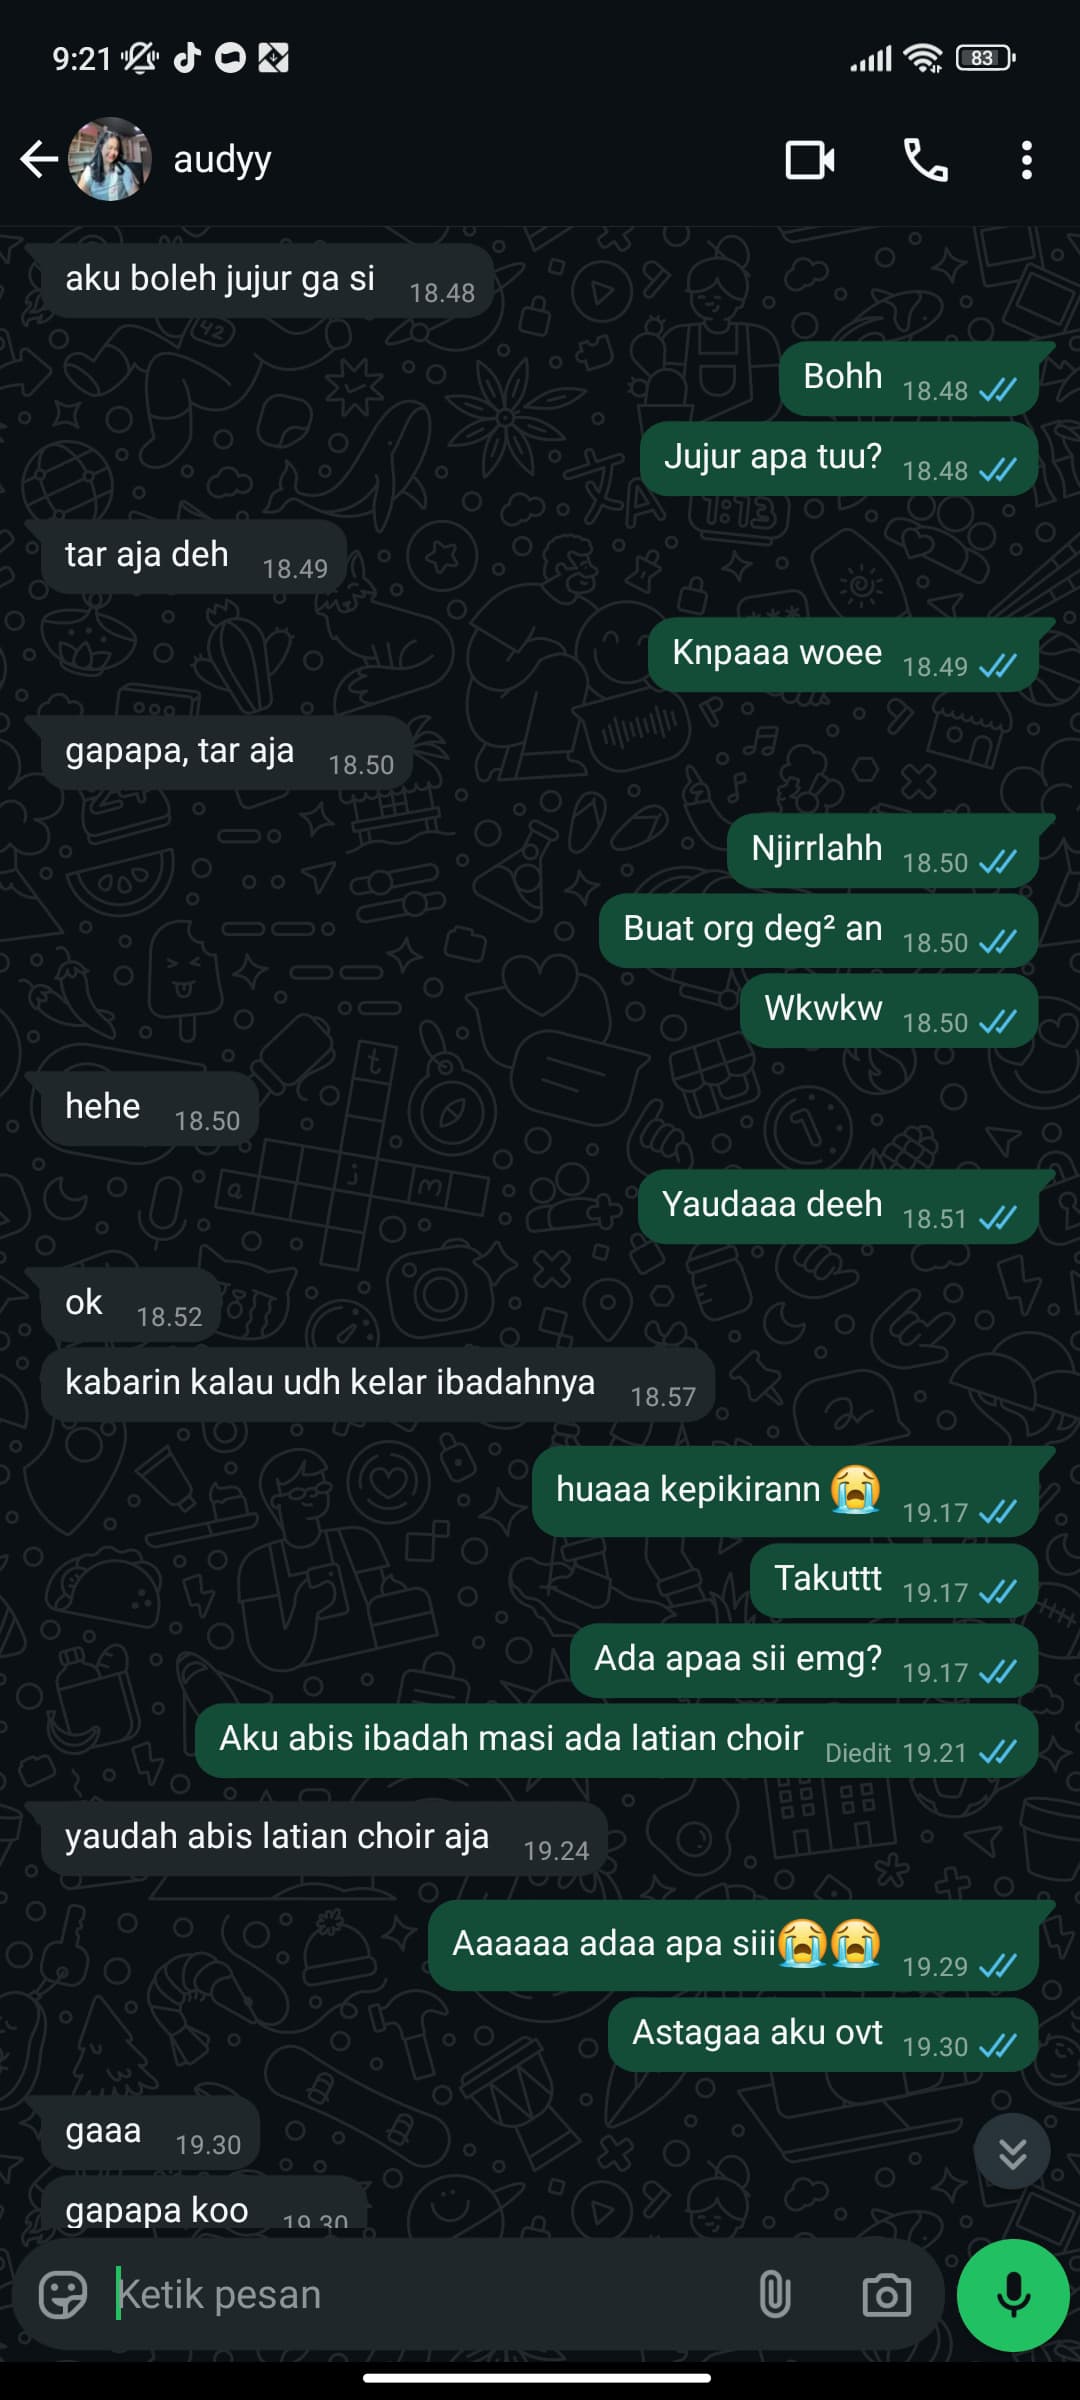 9:21
83
audyy
aku boleh jujur ga si 18.48
Bohh 18.48
Jujur apa tuu? 18.48
tar aja deh 18.49
Knpaaa woee 18.49
gapapa, tar aja 18.50
Njirrlahh 18.50
Buat org deg² an 18.50
Wkwkw 18.50
hehe 18.50
Yaudaaa deeh 18.51
ok 18.52
kabarin kalau udh kelar ibadahnya 18.57
huaaa kepikirann 😭 19.17
Takuttt 19.17
Ada apaa sii emg? 19.17
Aku abis ibadah masi ada latian choir Diedit 19.21
yaudah abis latian choir aja 19.24
Aaaaaa adaa apa siii😭😭 19.29
Astagaa aku ovt 19.30
gaaa 19.30
gapapa koo 19.30
Ketik pesan